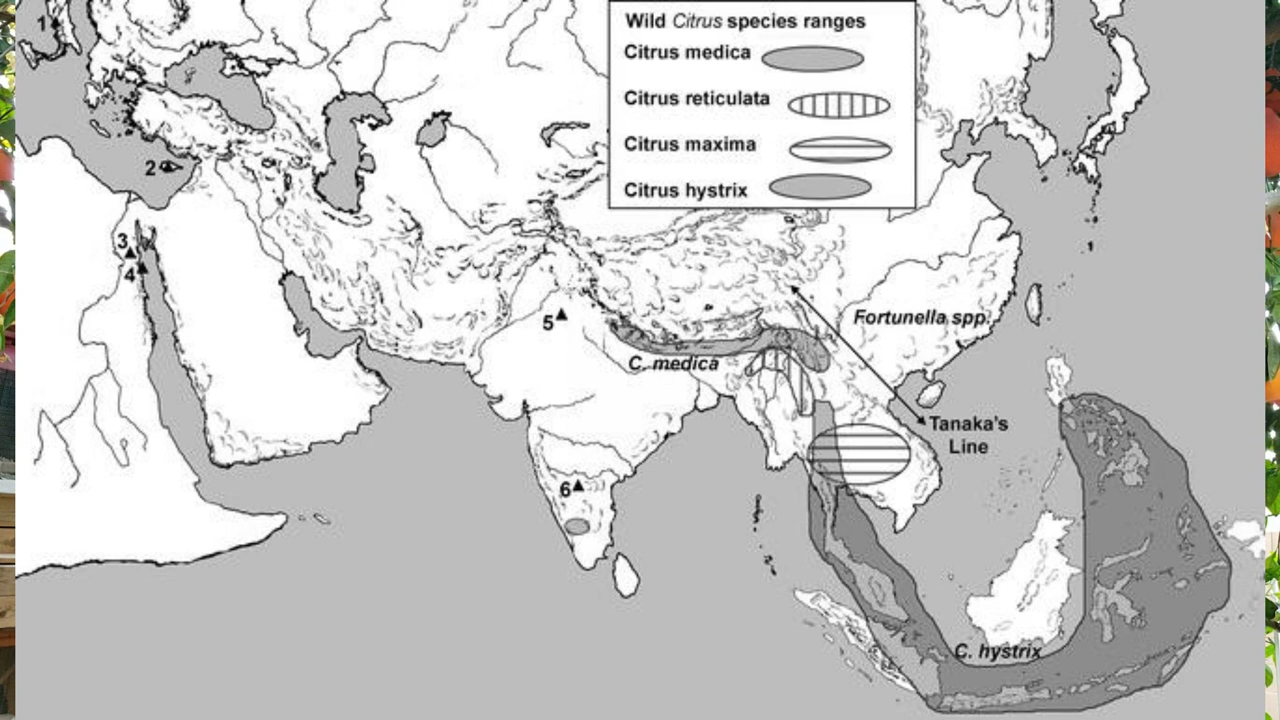 Wild Citrus species ranges
Citrus medica
Citrus reticulata
Citrus maxima
Citrus hystrix
1
2
3
4
5
Fortunella spp.
C. medica
Tanaka's
Line
6
C. hystrix